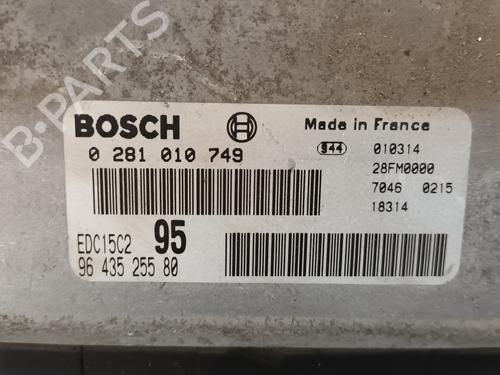 B-PARTS
BOSCH
Made in France
0 281 010 749
944 010314
28FM0000
7046 0215
18314
EDC15C2 95
96 435 255 80